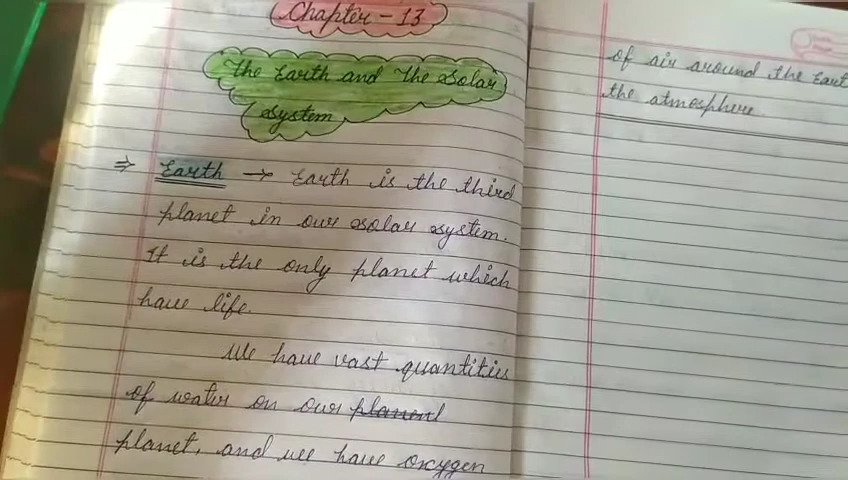 Chapter - 13
The Earth and The Solar
System
⇒ Earth → Earth is the third
planet in our solar system.
It is the only planet which
have life.
We have vast quantities
of water on our planent
planet, and we have oxygen
of air around the Eart
the atmosphere.